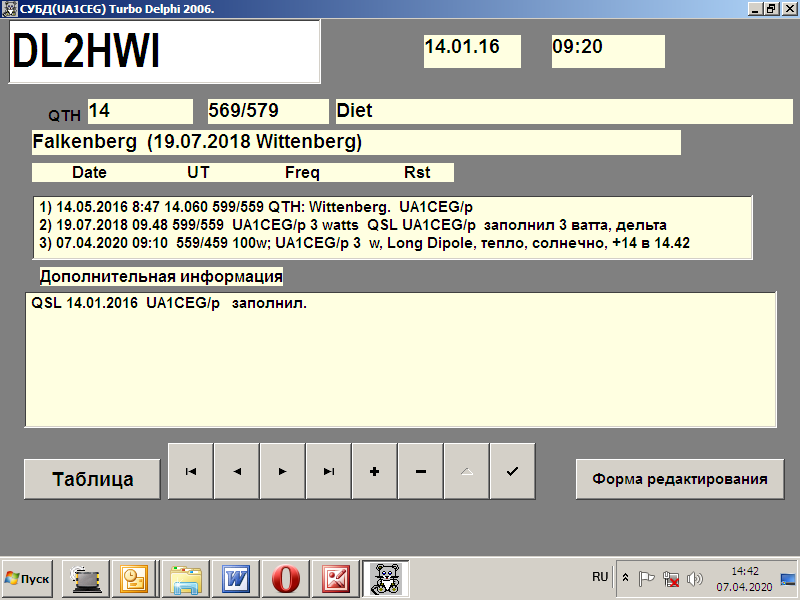 СУБД(UA1CEG) Turbo Delphi 2006.
DL2HWI
14.01.16 09:20
QTH 14 569/579 Diet
Falkenberg (19.07.2018 Wittenberg)
Date UT Freq Rst
1) 14.05.2016 8:47 14.060 599/559 QTH: Wittenberg. UA1CEG/p
2) 19.07.2018 09.48 599/559 UA1CEG/p 3 watts QSL UA1CEG/p заполнил 3 ватта, дельта
3) 07.04.2020 09:10 559/459 100w; UA1CEG/p 3 w, Long Dipole, тепло, солнечно, +14 в 14.42
Дополнительная информация
QSL 14.01.2016 UA1CEG/p заполнил.
Таблица Форма редактирования
Пуск RU 14:42
07.04.2020